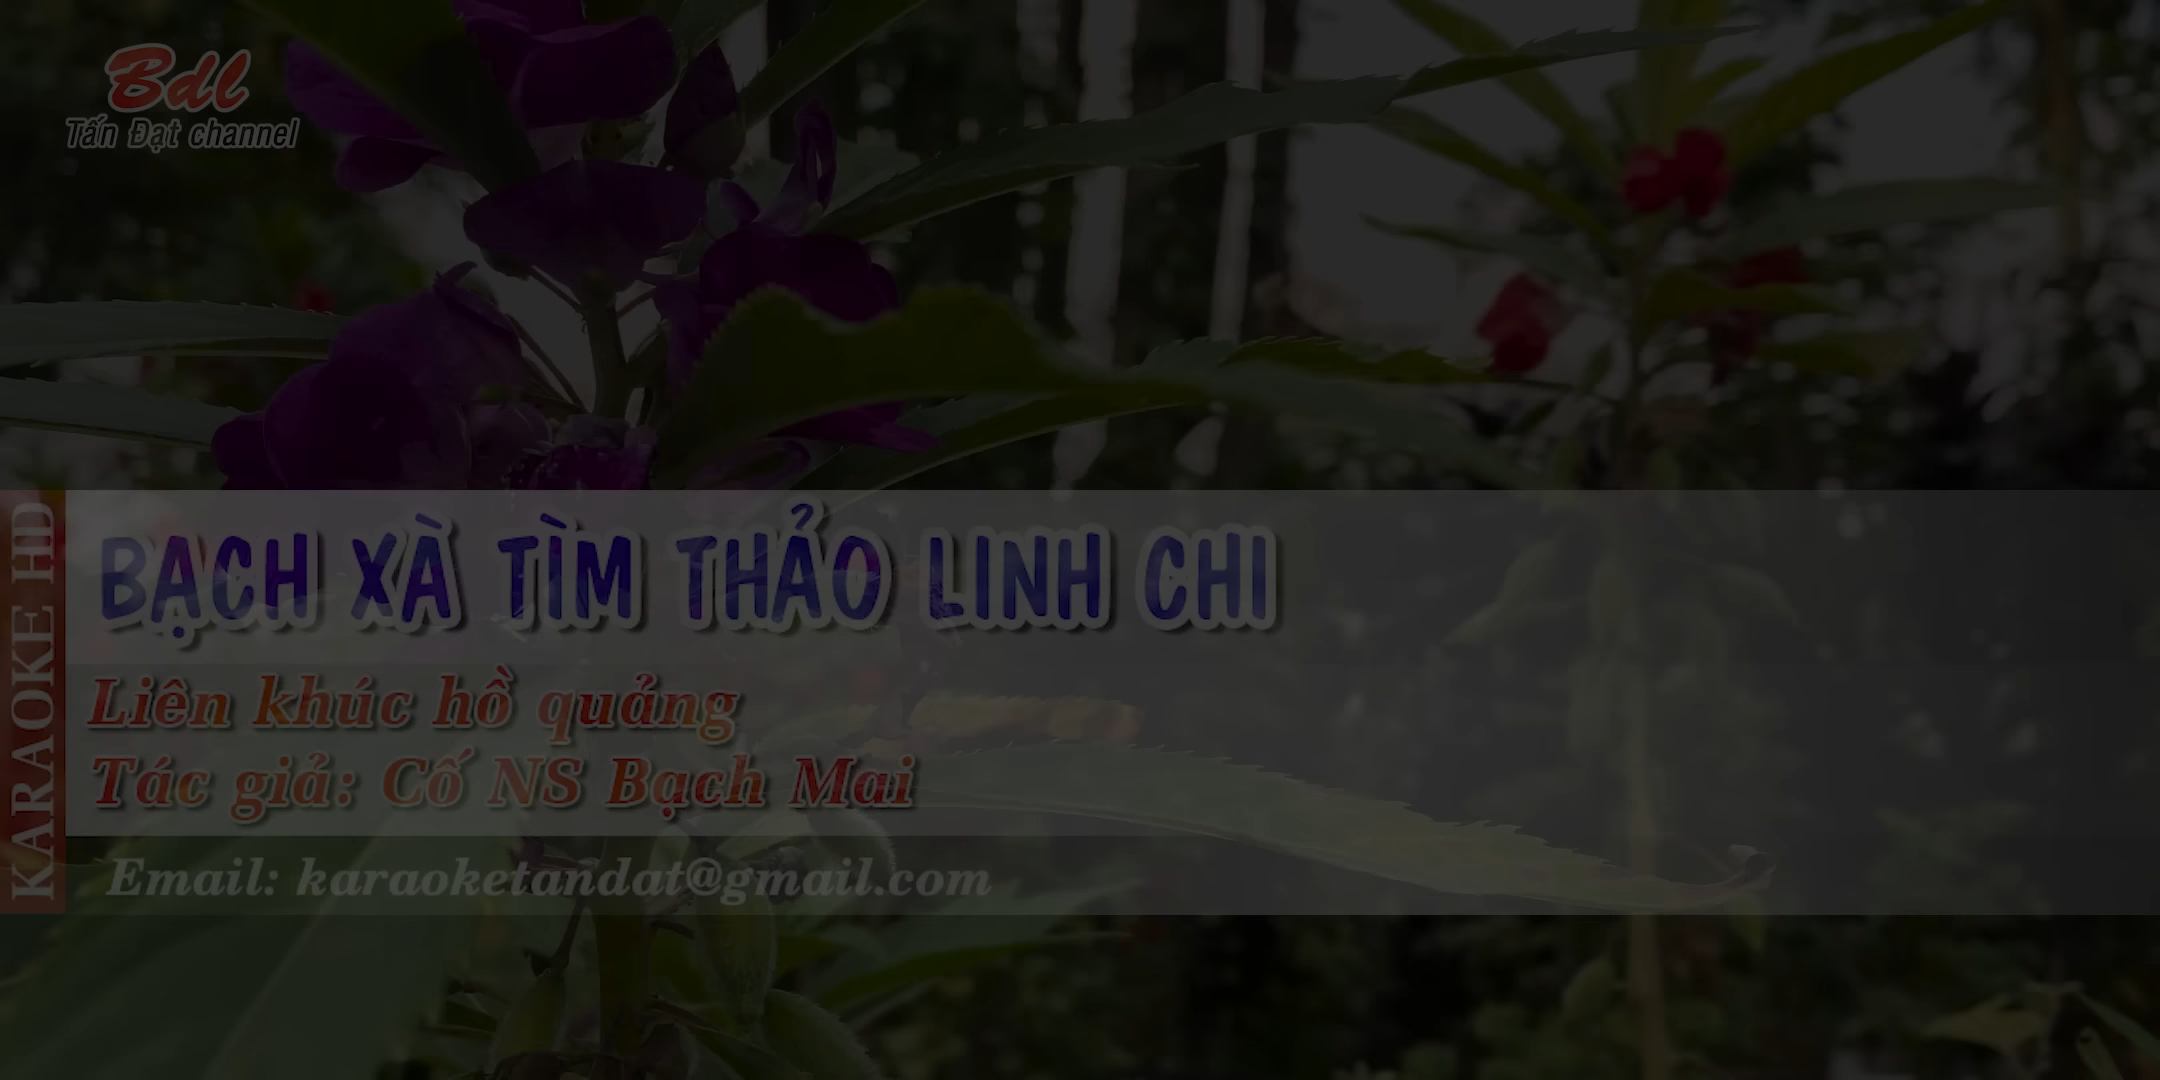 Bdl
Tấn Đạt channel
KARAOKE HD
BẠCH XÀ TÌM THẢO LINH CHI
Liên khúc hồ quảng
Tác giả: Cố NS Bạch Mai
Email: karaoketandat@gmail.com